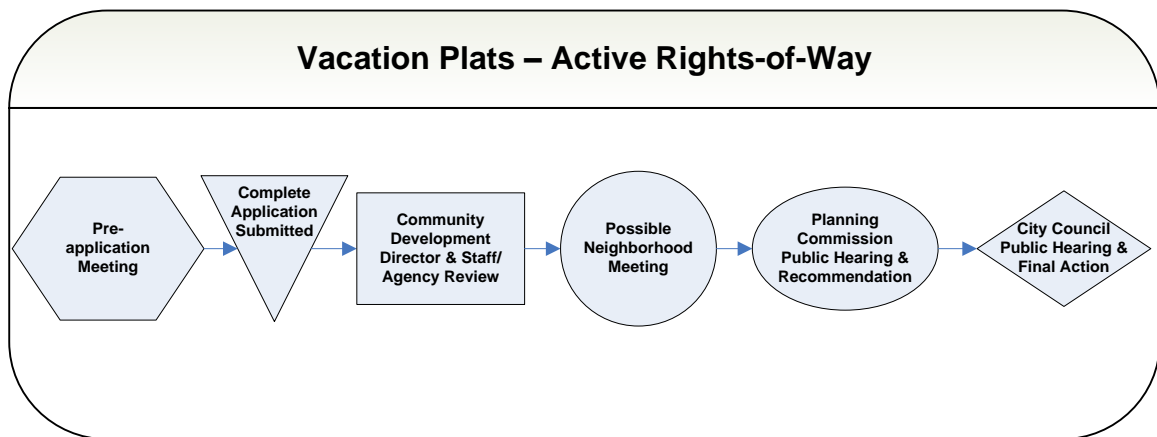 Vacation Plats – Active Rights-of-Way
Pre-
application
Meeting
Complete
Application
Submitted
Community
Development
Director & Staff/
Agency Review
Possible
Neighborhood
Meeting
Planning
Commission
Public Hearing &
Recommendation
City Council
Public Hearing &
Final Action